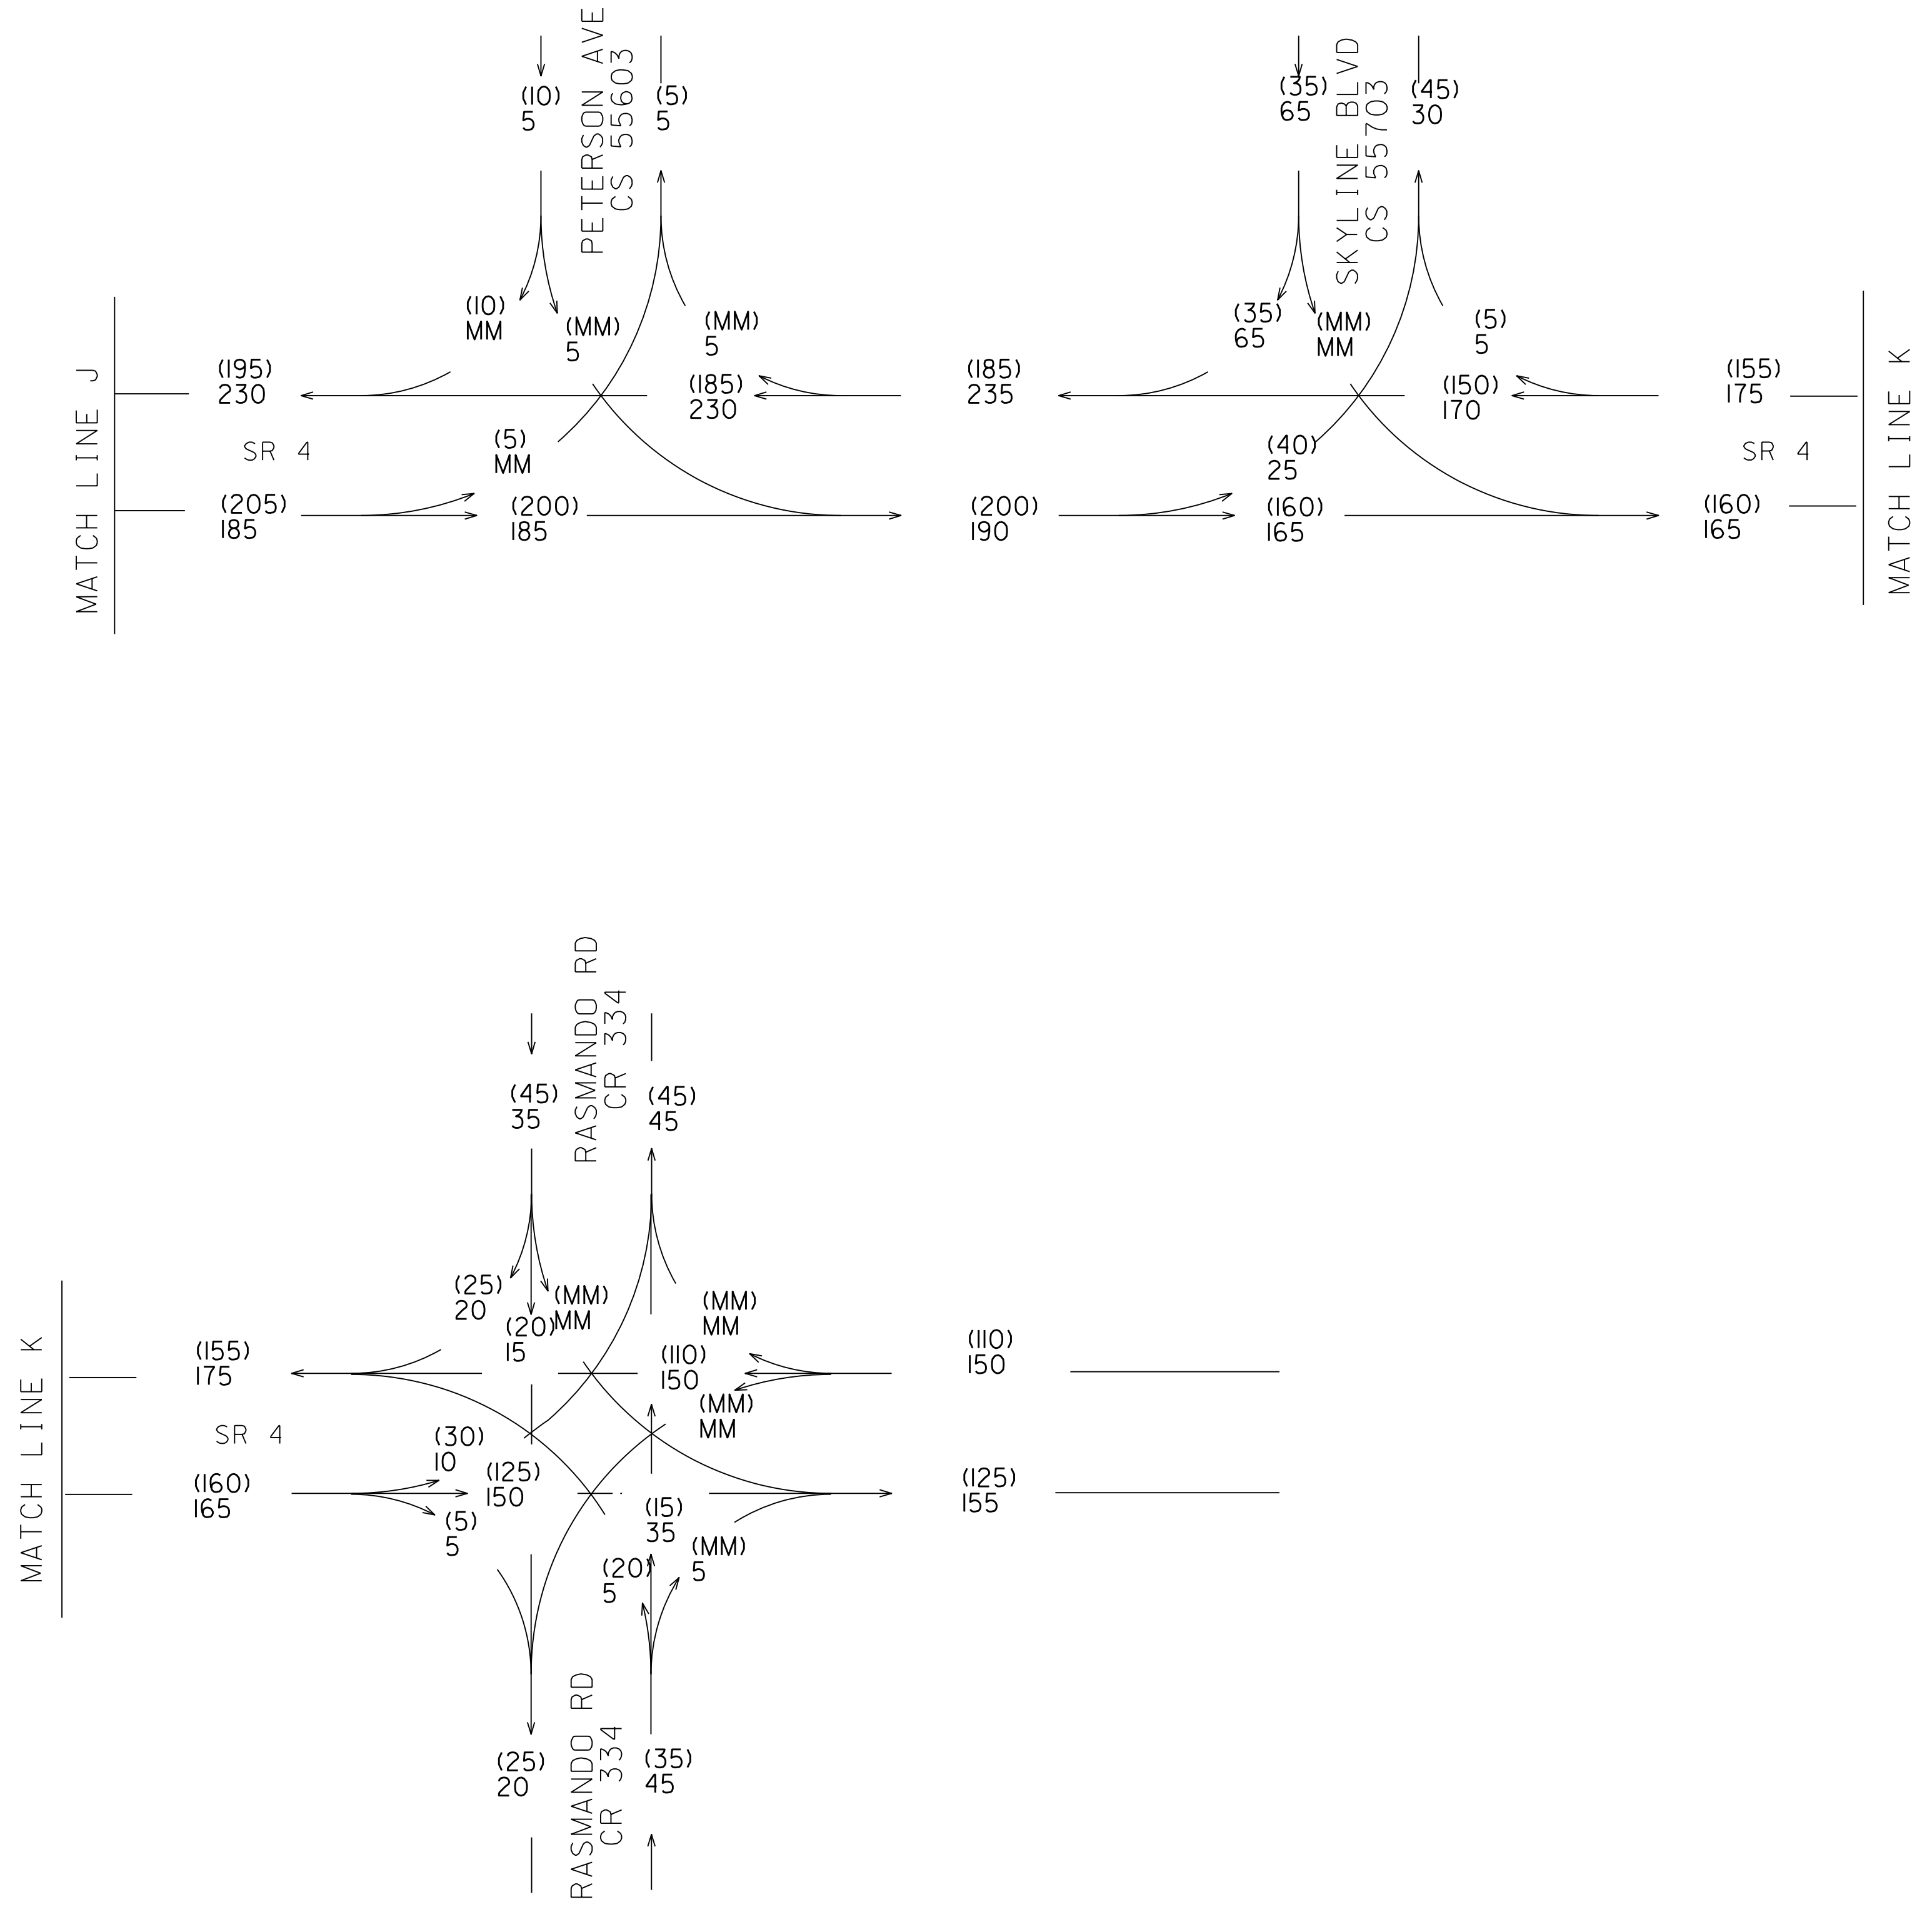 PETERSON AVE
CS 55603
(10)
5
(5)
5
(10)
MM
(MM)
5
(MM)
5
(195)
230
(185)
230
SR 4
(5)
MM
(205)
185
(200)
185
MATCH LINE J
SKYLINE BLVD
CS 55703
(35)
65
(45)
30
(35)
65
(MM)
MM
(5)
5
(185)
235
(150)
170
(155)
175
(40)
25
SR 4
(200)
190
(160)
165
(160)
165
MATCH LINE K
RASMANDO RD
CR 334
(45)
35
(45)
45
(25)
20
(MM)
MM
(20)
15
(MM)
MM
(155)
175
(110)
150
(110)
150
(MM)
MM
SR 4
(30)
10
(160)
165
(125)
150
(125)
155
(5)
5
(15)
35
(20)
5
(MM)
5
MATCH LINE K
RASMANDO RD
CR 334
(25)
20
(35)
45